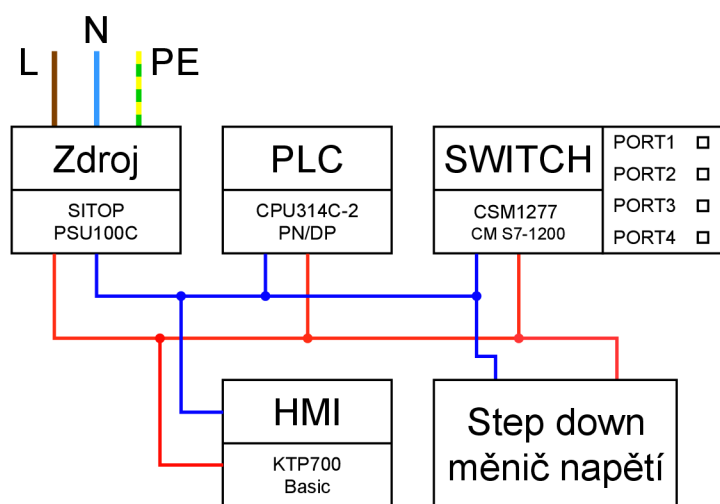 N
L
PE
Zdroj
SITOP
PSU100C
PLC
CPU314C-2
PN/DP
SWITCH
CSM1277
CM S7-1200
PORT1
PORT2
PORT3
PORT4
HMI
KTP700
Basic
Step down
měnič napětí